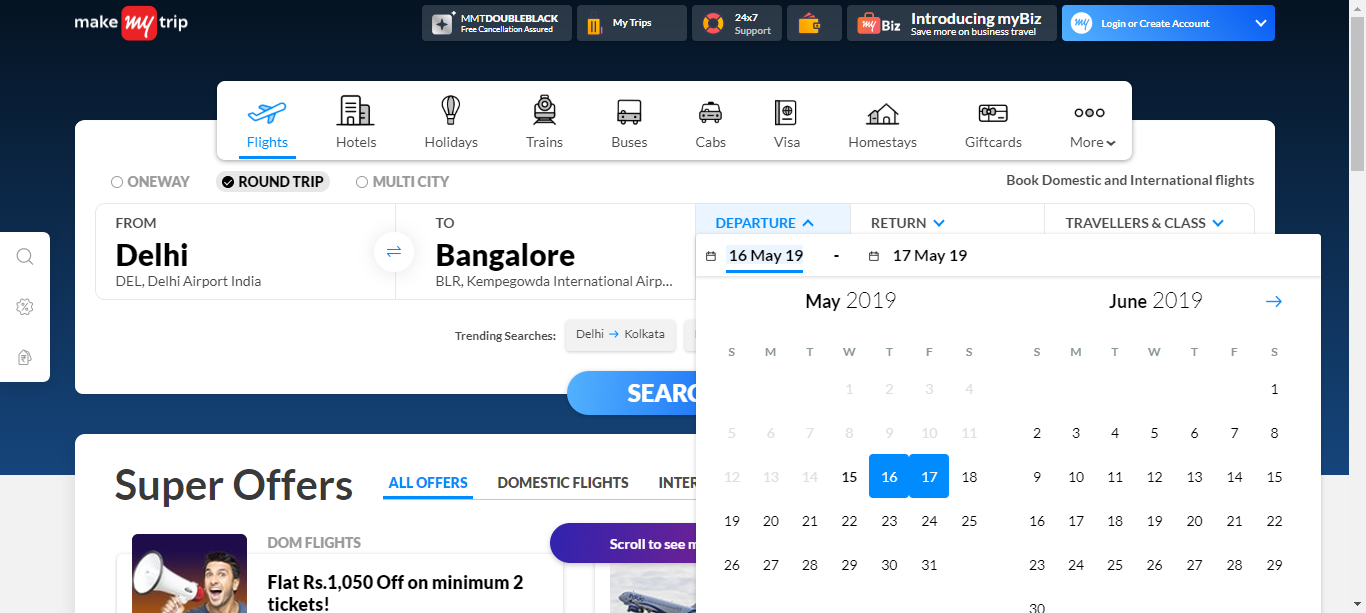 make my trip
MMTDOUBLEBLACK
Free Cancellation Assured
My Trips
24x7
Support
my Biz
Introducing myBiz
Save more on business travel
my
Login or Create Account
Flights
Hotels
Holidays
Trains
Buses
Cabs
Visa
Homestays
Giftcards
More
ONEWAY
ROUND TRIP
MULTI CITY
Book Domestic and International flights
FROM
Delhi
DEL, Delhi Airport India
TO
Bangalore
BLR, Kempegowda International Airp...
DEPARTURE
RETURN
TRAVELLERS & CLASS
16 May 19 - 17 May 19
May 2019
S M T W T F S
1 2 3 4
5 6 7 8 9 10 11
12 13 14 15 16 17 18
19 20 21 22 23 24 25
26 27 28 29 30 31
June 2019
S M T W T F S
1
2 3 4 5 6 7 8
9 10 11 12 13 14 15
16 17 18 19 20 21 22
23 24 25 26 27 28 29
30
Trending Searches:
Delhi → Kolkata
SEARC
Super Offers
ALL OFFERS
DOMESTIC FLIGHTS
INTER
Scroll to see m
DOM FLIGHTS
Flat Rs.1,050 Off on minimum 2
tickets!